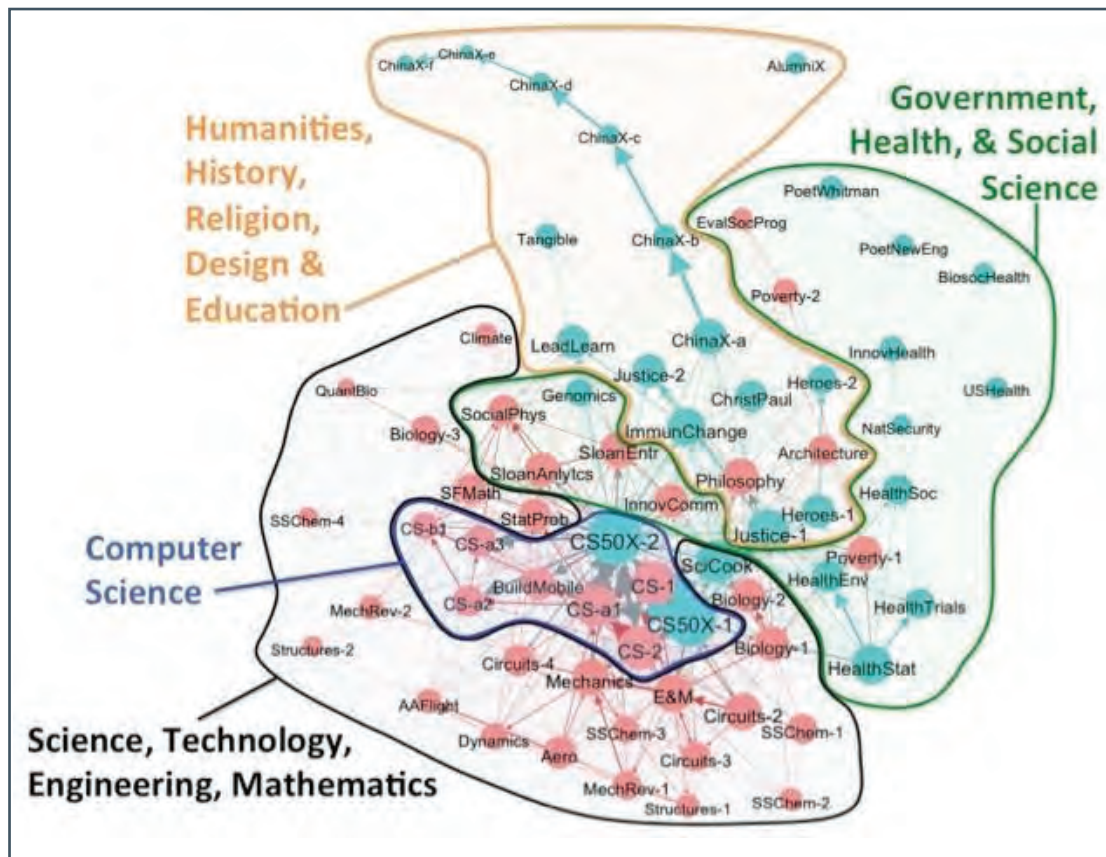 ChinaX-e
ChinaX-f
AlumniX
ChinaX-d
Government,
Health, & Social
Science
Humanities,
History,
Religion,
Design &
Education
ChinaX-c
PoetWhitman
EvalSocProg
Tangible
ChinaX-b
PoetNewEng
BiosocHealth
Poverty-2
Climate
LeadLearn
ChinaX-a
InnovHealth
Justice-2
Heroes-2
QuantBio
Genomics
ChristPaul
USHealth
SocialPhys
Biology-3
ImmunChange
NatSecurity
SloanEntr
Architecture
SloanAnlytcs
Philosophy
SFMath
HealthSoc
InnovComm
SSChem-4
StatProb
Heroes-1
CS-b1
Justice-1
Computer
Science
CS50X-2
CS-a3
Poverty-1
SciCook
HealthEnv
BuildMobile
CS-1
Biology-2
CS-a2
CS-a1
HealthTrials
MechRev-2
CS50X-1
Structures-2
CS-2
Biology-1
Circuits-4
HealthStat
Mechanics
E&M
AAFlight
Circuits-2
Science, Technology,
Engineering, Mathematics
Dynamics
SSChem-3
SSChem-1
Aero
Circuits-3
MechRev-1
Structures-1
SSChem-2